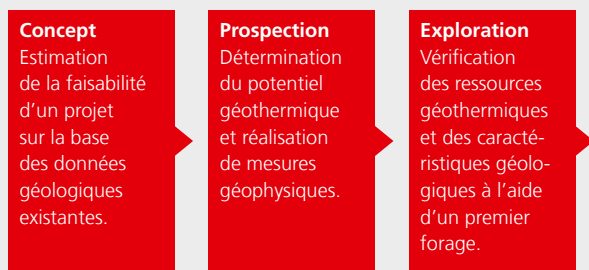 Concept
Estimation
de la faisabilité
d’un projet
sur la base
des données
géologiques
existantes.
Prospection
Détermination
du potentiel
géothermique
et réalisation
de mesures
géophysiques.
Exploration
Vérification
des ressources
géothermiques
et des caracté-
ristiques géolo-
giques à l’aide
d’un premier
forage.